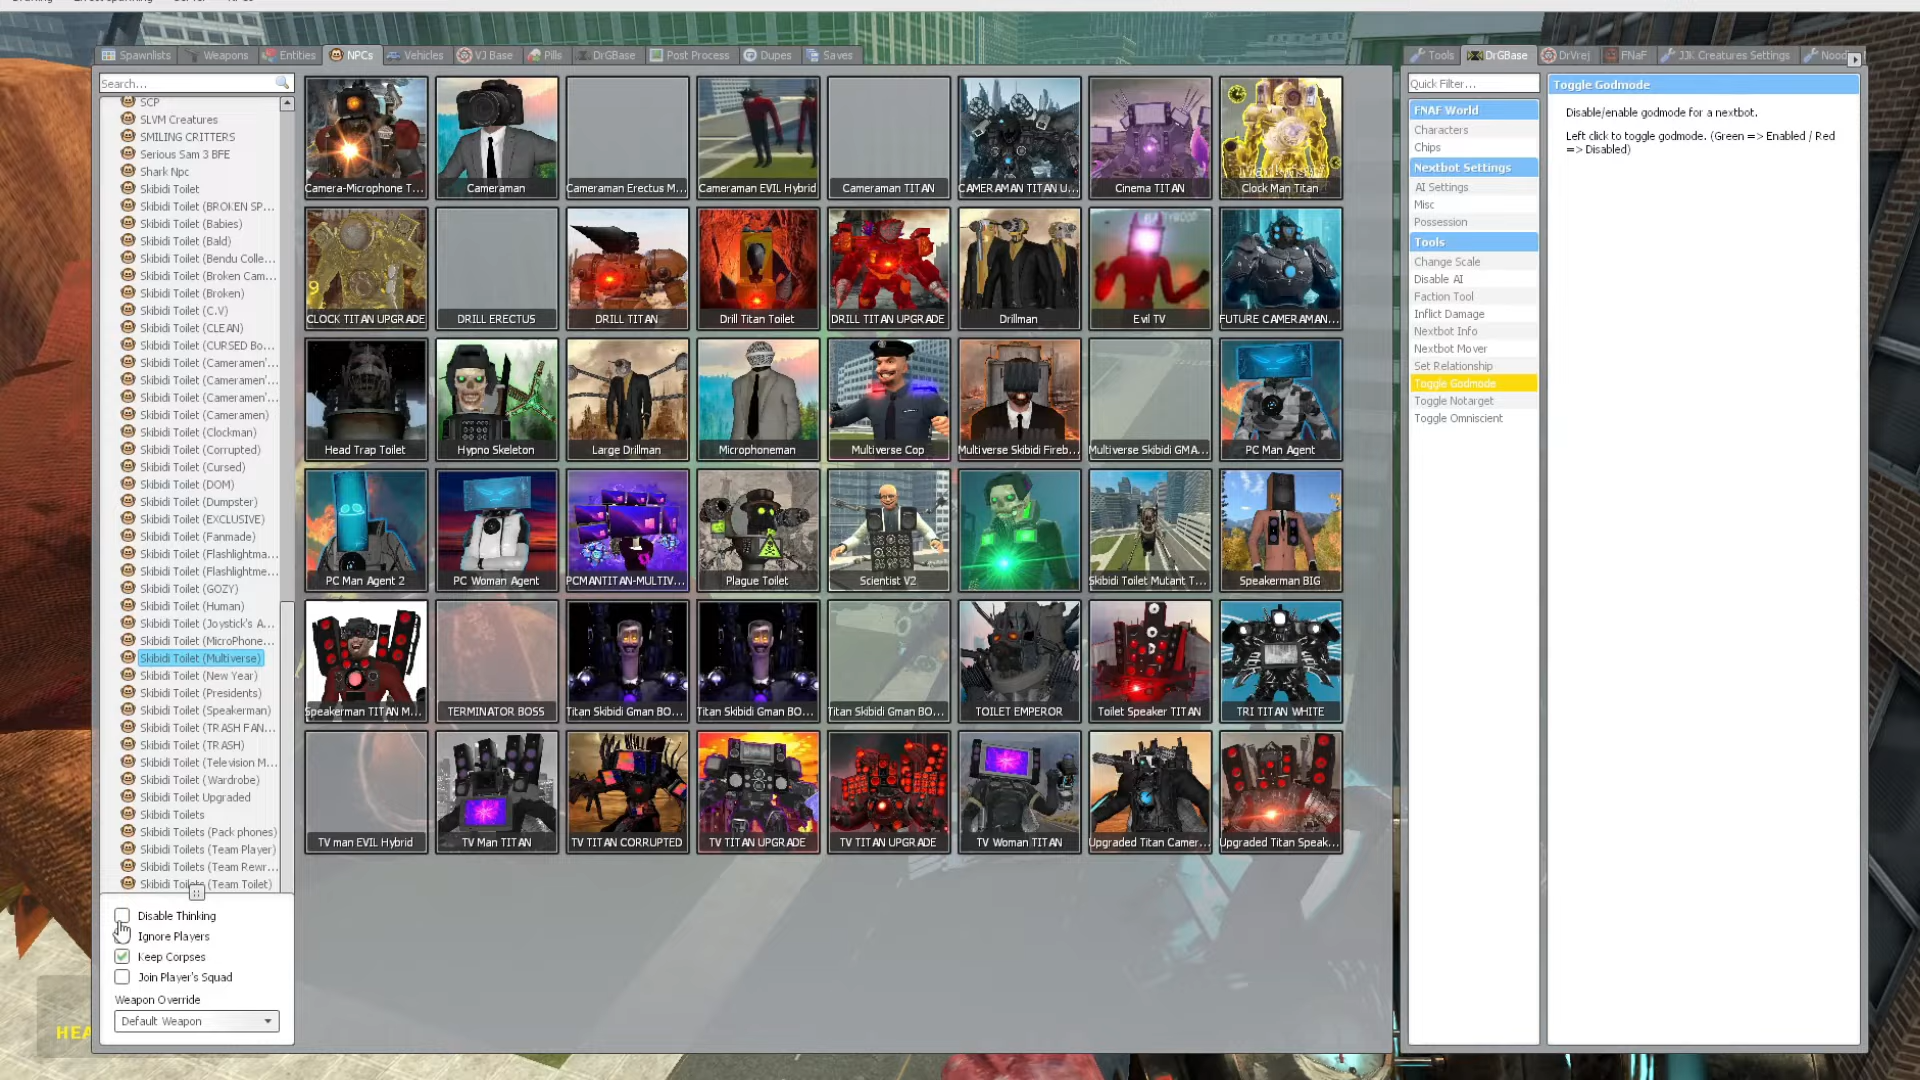 Spawnlists Weapons Entities NPCs Vehicles VJ Base Pills DrGBase Post Process Dupes Saves
Tools DrGBase DrVrej FNaF JJK Creatures Settings
Search...
SCP
SLVM Creatures
SMILING CRITTERS
Serious Sam 3 BFE
Shark Npc
Skibidi Toilet
Skibidi Toilet (BROKEN SP...
Skibidi Toilet (Babies)
Skibidi Toilet (Bald)
Skibidi Toilet (Bendu Colle...
Skibidi Toilet (Broken Cam...
Skibidi Toilet (Broken)
Skibidi Toilet (C.V)
Skibidi Toilet (CLEAN)
Skibidi Toilet (CURSED Bo...
Skibidi Toilet (Cameramen'...
Skibidi Toilet (Cameramen'...
Skibidi Toilet (Cameramen'...
Skibidi Toilet (Cameramen)
Skibidi Toilet (Clockman)
Skibidi Toilet (Corrupted)
Skibidi Toilet (Cursed)
Skibidi Toilet (DOM)
Skibidi Toilet (Dumpster)
Skibidi Toilet (EXCLUSIVE)
Skibidi Toilet (Fanmade)
Skibidi Toilet (Flashlightma...
Skibidi Toilet (Flashlightme...
Skibidi Toilet (GOZY)
Skibidi Toilet (Human)
Skibidi Toilet (Joystick's A...
Skibidi Toilet (MicroPhone...
Skibidi Toilet (Multiverse)
Skibidi Toilet (New Year)
Skibidi Toilet (Presidents)
Skibidi Toilet (Speakerman)
Skibidi Toilet (TRASH FAN...
Skibidi Toilet (TRASH)
Skibidi Toilet (Television M...
Skibidi Toilet (Wardrobe)
Skibidi Toilet Upgraded
Skibidi Toilets
Skibidi Toilets (Pack phones)
Skibidi Toilets (Team Player)
Skibidi Toilets (Team Rewr...
Skibidi Toilets (Team Toilet)
Disable Thinking
Ignore Players
Keep Corpses
Join Player's Squad
Weapon Override
Default Weapon
HEA
Camera-Microphone T... Cameraman Cameraman Erectus M... Cameraman EVIL Hybrid Cameraman TITAN CAMERAMAN TITAN U... Cinema TITAN Clock Man Titan
CLOCK TITAN UPGRADE DRILL ERECTUS DRILL TITAN Drill Titan Toilet DRILL TITAN UPGRADE Drillman Evil TV FUTURE CAMERAMAN...
Head Trap Toilet Hypno Skeleton Large Drillman Microphoneman Multiverse Cop Multiverse Skibidi Fireb... Multiverse Skibidi GMA... PC Man Agent
PC Man Agent 2 PC Woman Agent PCMANTITAN-MULTIV... Plague Toilet Scientist V2 Skibidi Toilet Mutant T... Speakerman BIG
Speakerman TITAN M... TERMINATOR BOSS Titan Skibidi Gman BO... Titan Skibidi Gman BO... Titan Skibidi Gman BO... TOILET EMPEROR Toilet Speaker TITAN TRI TITAN WHITE
TV man EVIL Hybrid TV Man TITAN TV TITAN CORRUPTED TV TITAN UPGRADE TV TITAN UPGRADE TV Woman TITAN Upgraded Titan Camer... Upgraded Titan Speak...
Quick Filter...
FNAF World
Characters
Chips
Nextbot Settings
AI Settings
Misc
Possession
Tools
Change Scale
Disable AI
Faction Tool
Inflict Damage
Nextbot Info
Nextbot Mover
Set Relationship
Toggle Godmode
Toggle Notarget
Toggle Omniscient
Toggle Godmode
Disable/enable godmode for a nextbot.
Left click to toggle godmode. (Green => Enabled / Red
=> Disabled)